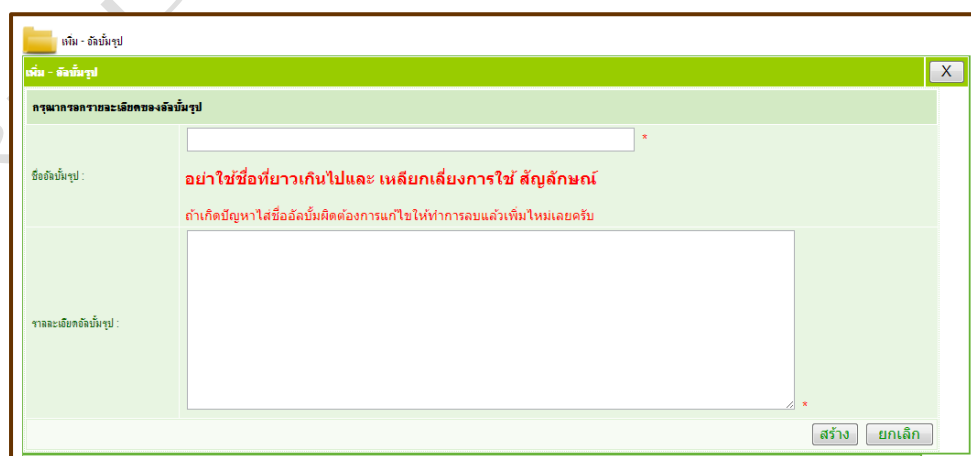 เพิ่ม - อัลบั้มรูป
เพิ่ม - อัลบั้มรูป
X
กรุณากรอกรายละเอียดของอัลบั้มรูป
*
ชื่ออัลบั้มรูป :
อย่าใช้ชื่อที่ยาวเกินไปและ เหลียกเลี่ยงการใช้ สัญลักษณ์
ถ้าเกิดปัญหาใส่ชื่ออัลบั้มผิดต้องการแก้ไขให้ทำการลบแล้วเพิ่มไหม่เลยครับ
ราลละเอียดอัลบั้มรูป :
*
สร้าง ยกเลิก